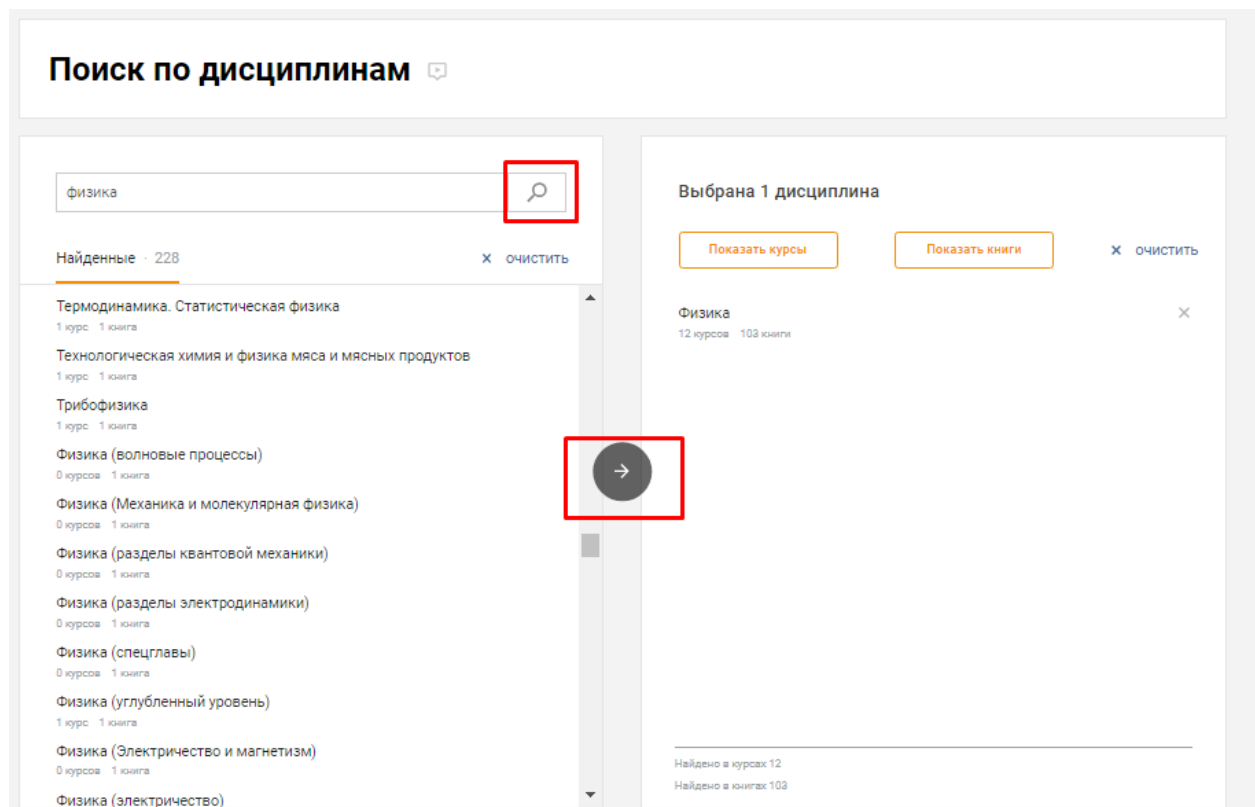 Поиск по дисциплинам
физика
Найденные · 228
× очистить
Термодинамика. Статистическая физика
1 курс 1 книга
Технологическая химия и физика мяса и мясных продуктов
1 курс 1 книга
Трибофизика
1 курс 1 книга
Физика (волновые процессы)
0 курсов 1 книга
Физика (Механика и молекулярная физика)
0 курсов 1 книга
Физика (разделы квантовой механики)
0 курсов 1 книга
Физика (разделы электродинамики)
0 курсов 1 книга
Физика (спецглавы)
0 курсов 1 книга
Физика (углубленный уровень)
1 курс 1 книга
Физика (Электричество и магнетизм)
0 курсов 1 книга
Физика (электричество)
Выбрана 1 дисциплина
Показать курсы
Показать книги
× очистить
Физика
12 курсов 103 книги
Найдено в курсах 12
Найдено в книгах 103